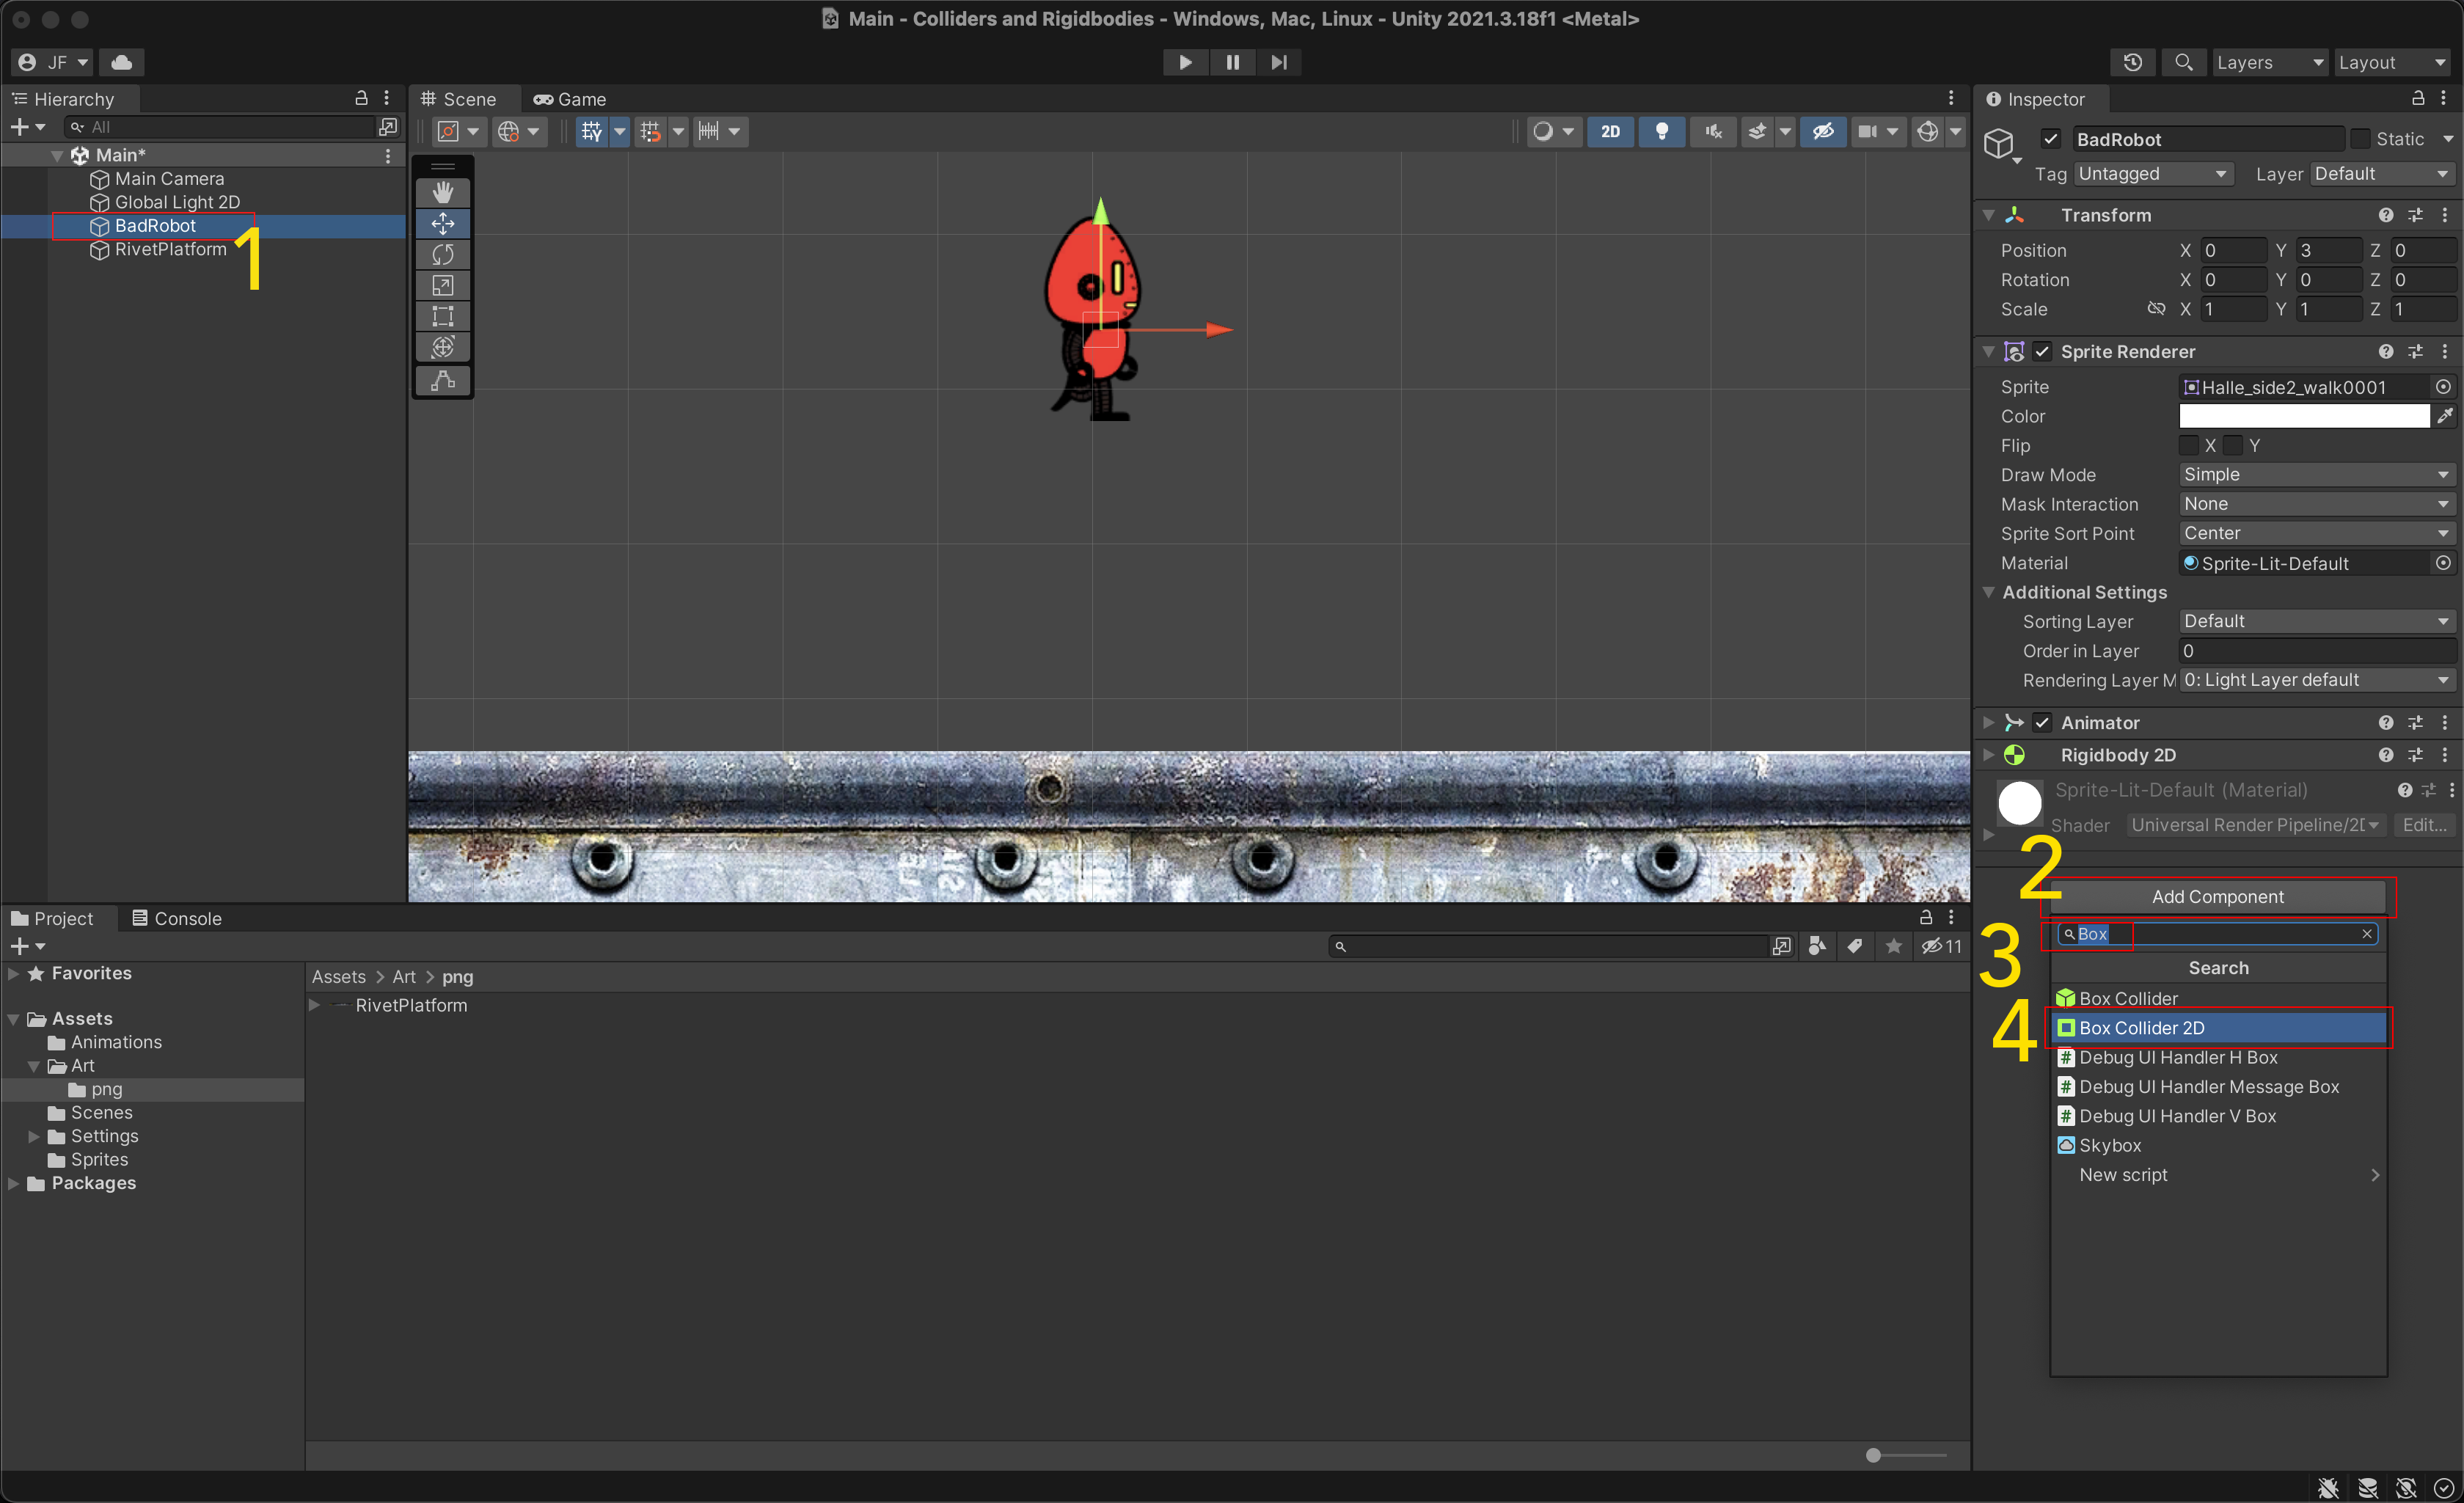 Main - Colliders and Rigidbodies - Windows, Mac, Linux - Unity 2021.3.18f1 <Metal>
JF
Layers
Layout
Hierarchy
All
Main*
Main Camera
Global Light 2D
BadRobot
RivetPlatform
1
Scene
Game
2D
Inspector
BadRobot
Static
Tag Untagged
Layer Default
Transform
Position X 0 Y 3 Z 0
Rotation X 0 Y 0 Z 0
Scale X 1 Y 1 Z 1
Sprite Renderer
Sprite Halle_side2_walk0001
Color
Flip X Y
Draw Mode Simple
Mask Interaction None
Sprite Sort Point Center
Material Sprite-Lit-Default
Additional Settings
Sorting Layer Default
Order in Layer 0
Rendering Layer M 0: Light Layer default
Animator
Rigidbody 2D
Sprite-Lit-Default (Material)
Shader Universal Render Pipeline/2D Edit...
2
Add Component
3
Box
Search
Box Collider
4
Box Collider 2D
Debug UI Handler H Box
Debug UI Handler Message Box
Debug UI Handler V Box
Skybox
New script
Project
Console
11
Favorites
Assets
Animations
Art
png
Scenes
Settings
Sprites
Packages
Assets > Art > png
RivetPlatform